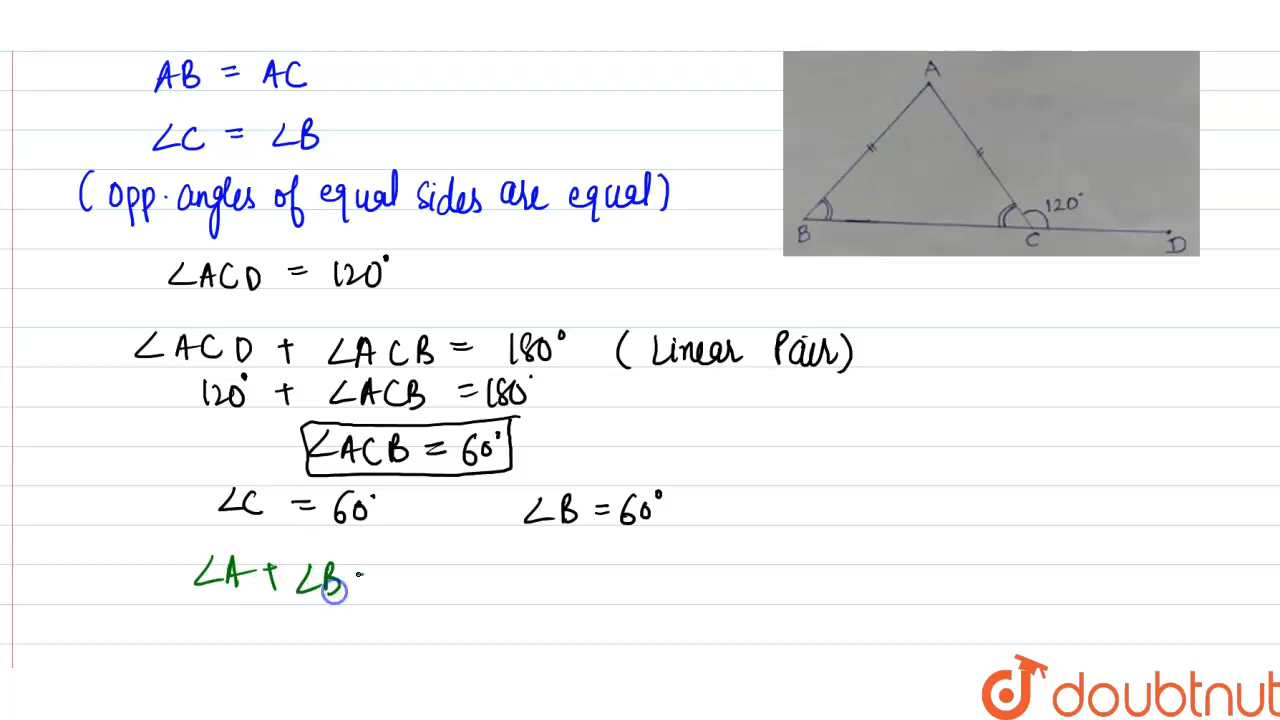 AB = AC
∠C = ∠B
(opp. angles of equal sides are equal)
∠ACD = 120°
∠ACD + ∠ACB = 180° (Linear Pair)
120° + ∠ACB = 180°
∠ACB = 60°
∠C = 60° ∠B = 60°
∠A + ∠B
A
120°
B
C
D
doubtnut